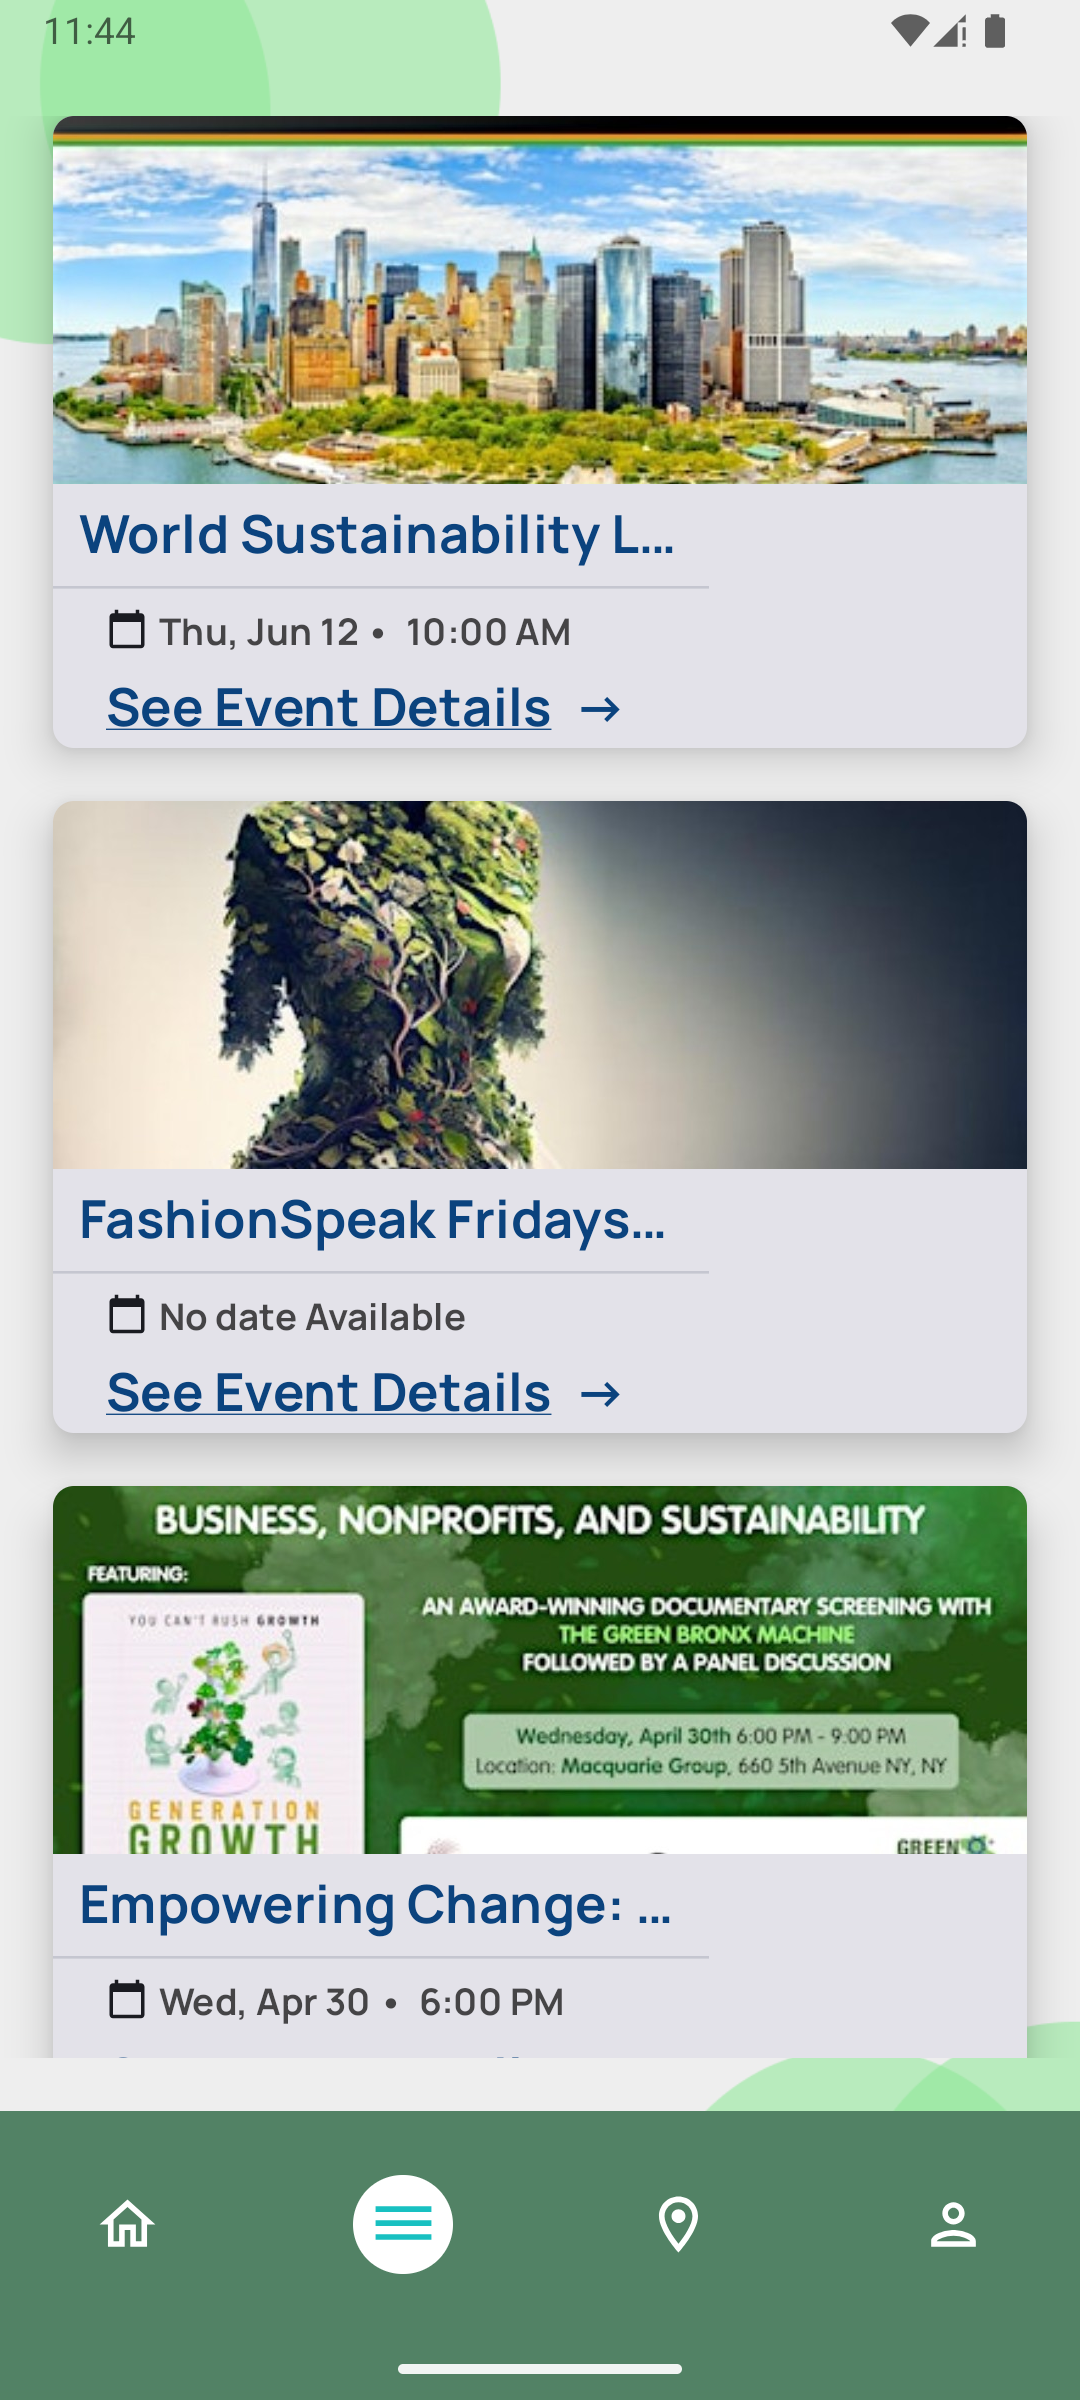 11:44
World Sustainability L...
Thu, Jun 12 • 10:00 AM
See Event Details →
FashionSpeak Fridays...
No date Available
See Event Details →
BUSINESS, NONPROFITS, AND SUSTAINABILITY
FEATURING:
YOU CAN'T RUSH GROWTH
GENERATION
GROWTH
AN AWARD-WINNING DOCUMENTARY SCREENING WITH
THE GREEN BRONX MACHINE
FOLLOWED BY A PANEL DISCUSSION
Wednesday, April 30th 6:00 PM - 9:00 PM
Location: Macquarie Group, 660 5th Avenue NY, NY
GREEN
Empowering Change: ...
Wed, Apr 30 • 6:00 PM